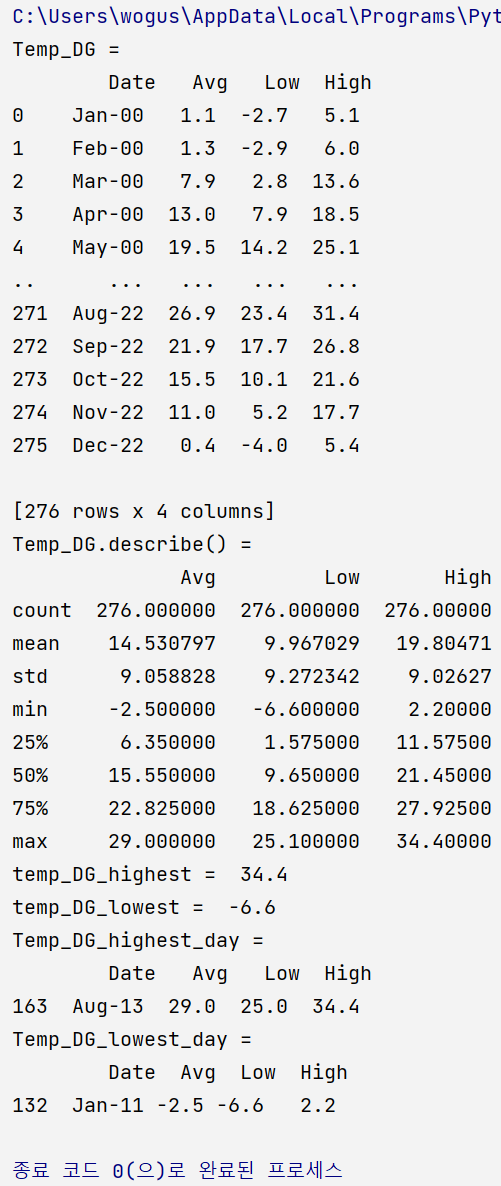 C:\Users\wogus\AppData\Local\Programs\Pyt
Temp_DG =
        Date   Avg   Low  High
0    Jan-00   1.1  -2.7   5.1
1    Feb-00   1.3  -2.9   6.0
2    Mar-00   7.9   2.8  13.6
3    Apr-00  13.0   7.9  18.5
4    May-00  19.5  14.2  25.1
..      ...   ...   ...   ...
271  Aug-22  26.9  23.4  31.4
272  Sep-22  21.9  17.7  26.8
273  Oct-22  15.5  10.1  21.6
274  Nov-22  11.0   5.2  17.7
275  Dec-22   0.4  -4.0   5.4
[276 rows x 4 columns]
Temp_DG.describe() =
              Avg         Low       High
count  276.000000  276.000000  276.00000
mean    14.530797    9.967029   19.80471
std      9.058828    9.272342    9.02627
min     -2.500000   -6.600000    2.20000
25%      6.350000    1.575000   11.57500
50%     15.550000    9.650000   21.45000
75%     22.825000   18.625000   27.92500
max     29.000000   25.100000   34.40000
temp_DG_highest =  34.4
temp_DG_lowest =  -6.6
Temp_DG_highest_day =
        Date   Avg   Low  High
163  Aug-13  29.0  25.0  34.4
Temp_DG_lowest_day =
        Date  Avg  Low  High
132  Jan-11 -2.5 -6.6   2.2
종료 코드 0(으)로 완료된 프로세스